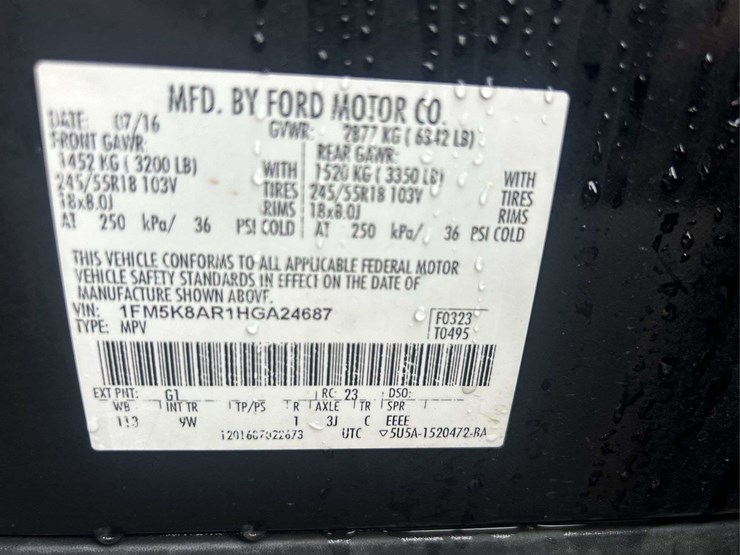 MFD. BY FORD MOTOR CO.
DATE: 07/16 GVWR: 2877 KG ( 6342 LB)
FRONT GAWR: REAR GAWR:
1452 KG ( 3200 LB) WITH 1520 KG ( 3350 LB) WITH
245/55R18 103V TIRES 245/55R18 103V TIRES
18x8.0J RIMS 18x8.0J RIMS
AT 250 kPa/ 36 PSI COLD AT 250 kPa/ 36 PSI COLD
THIS VEHICLE CONFORMS TO ALL APPLICABLE FEDERAL MOTOR
VEHICLE SAFETY STANDARDS IN EFFECT ON THE DATE OF
MANUFACTURE SHOWN ABOVE.
VIN: 1FM5K8AR1HGA24687 F0323
TYPE: MPV T0495
EXT PNT: G1 RC: 23 DSO:
WB INT TR TP/PS R AXLE TR SPR
113 9W 1 3J C EEEE
UTC ▽5U5A-1520472-BA